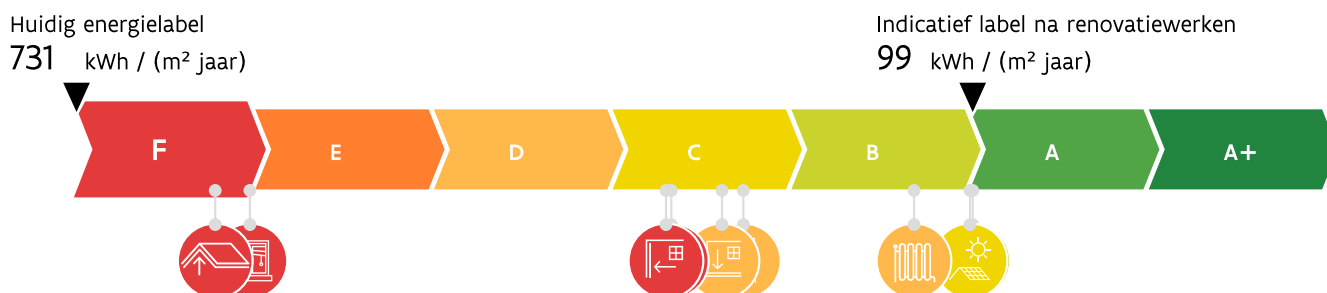 Huidig energielabel
731 kWh / (m² jaar)
Indicatief label na renovatiewerken
99 kWh / (m² jaar)
F E D C B A A+